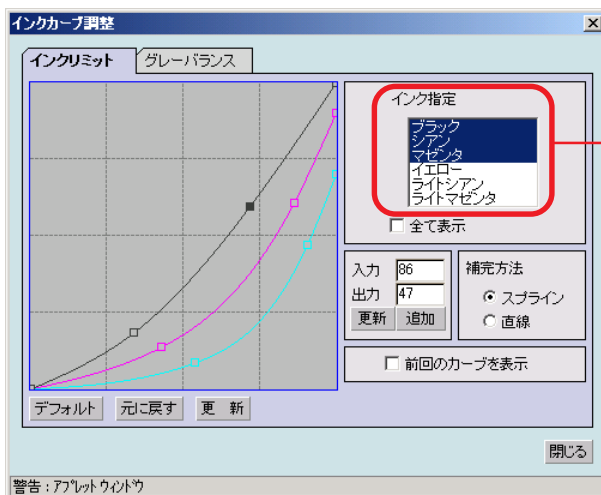 インクカーブ調整
インクリミット
グレーバランス
インク指定
ブラック
シアン
マゼンタ
イエロー
ライトシアン
ライトマゼンタ
全て表示
入力 86
出力 47
更新 追加
補完方法
スプライン
直線
前回のカーブを表示
デフォルト 元に戻す 更 新
閉じる
警告 : アプレット ウィンドウ